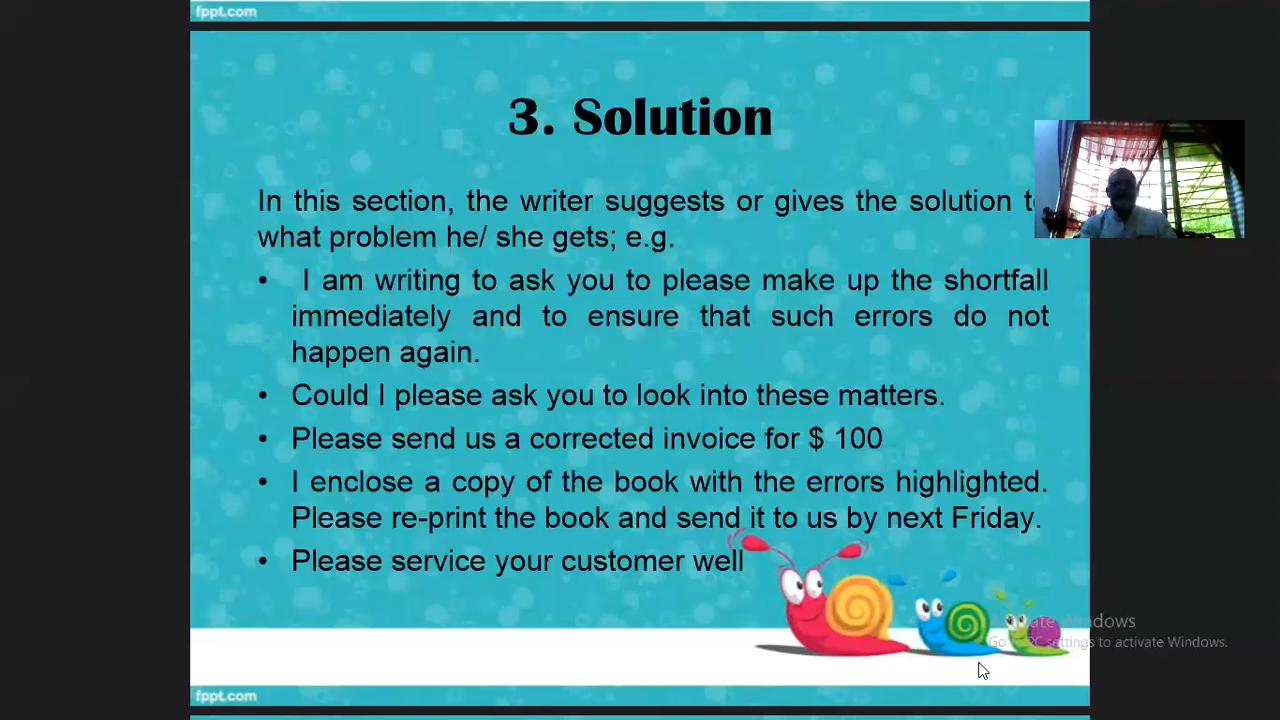 fppt.com
3. Solution
In this section, the writer suggests or gives the solution
what problem he/ she gets; e.g.
• I am writing to ask you to please make up the shortfall
immediately and to ensure that such errors do not
happen again.
• Could I please ask you to look into these matters.
• Please send us a corrected invoice for $ 100
• I enclose a copy of the book with the errors highlighted.
Please re-print the book and send it to us by next Friday.
• Please service your customer well
Activate Windows
Go to PC settings to activate Windows.
fppt.com